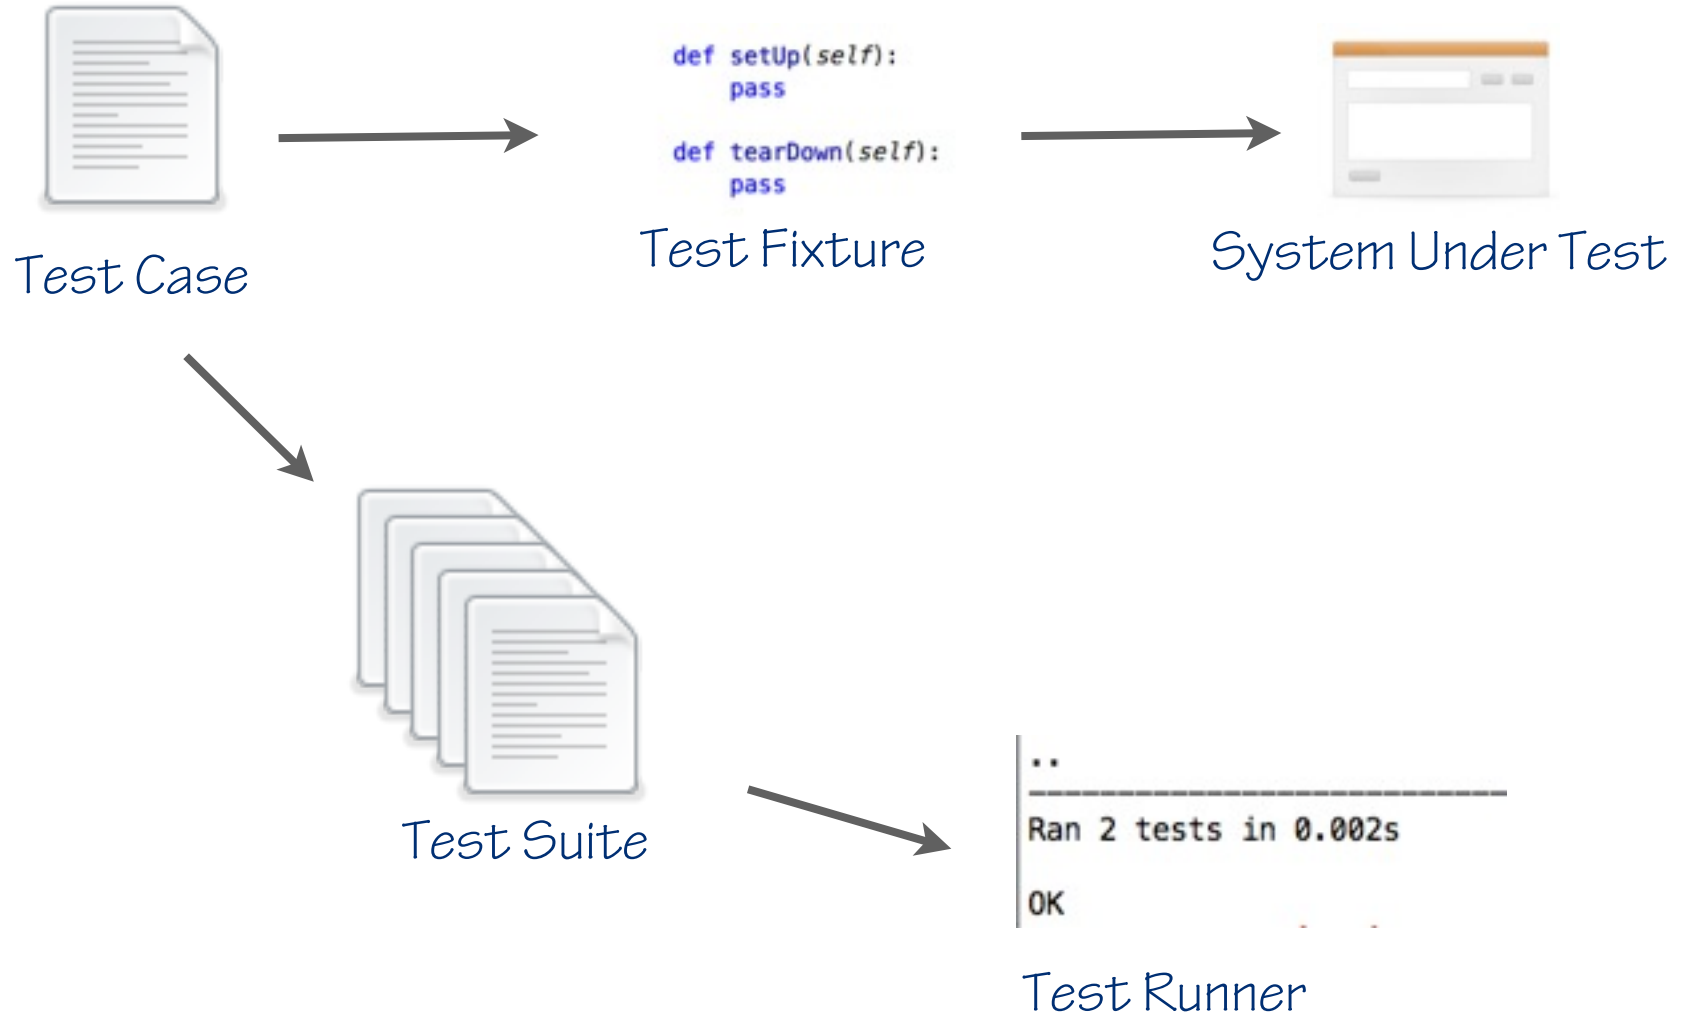 def setUp(self):
    pass
def tearDown(self):
    pass
Test Case
Test Fixture
System Under Test
Test Suite
..
---------------------------
Ran 2 tests in 0.002s
OK
Test Runner